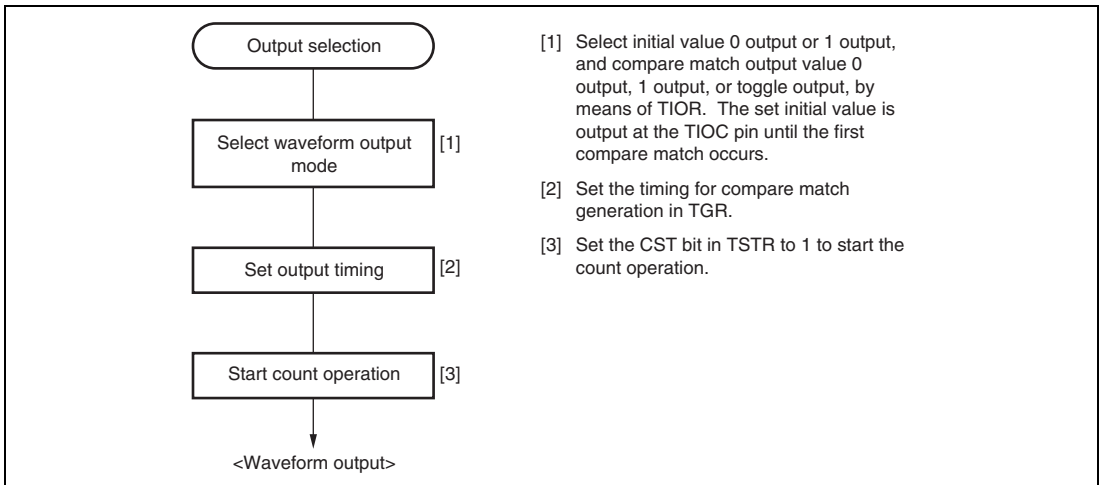 Output selection
Select waveform output
mode
[1]
Set output timing
[2]
Start count operation
[3]
<Waveform output>
[1] Select initial value 0 output or 1 output,
and compare match output value 0
output, 1 output, or toggle output, by
means of TIOR. The set initial value is
output at the TIOC pin until the first
compare match occurs.
[2] Set the timing for compare match
generation in TGR.
[3] Set the CST bit in TSTR to 1 to start the
count operation.